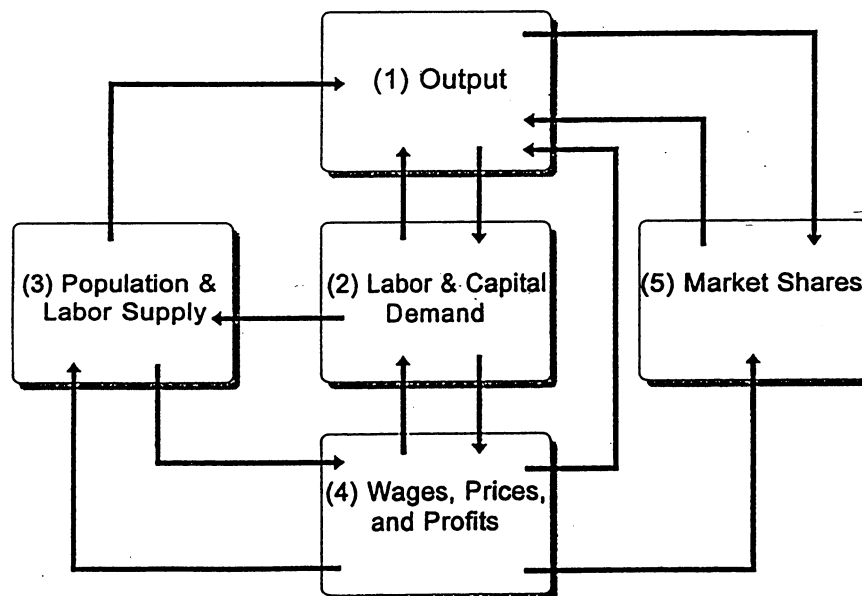 (1) Output
(3) Population &
Labor Supply
(2) Labor & Capital
Demand
(5) Market Shares
(4) Wages, Prices,
and Profits